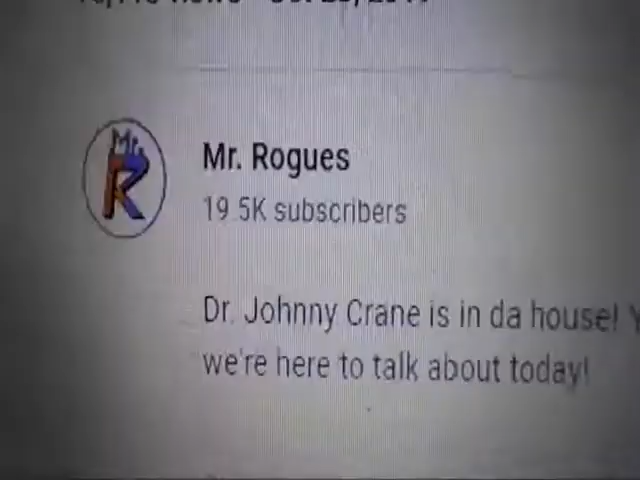 Mr.
R
Mr. Rogues
19.5K subscribers
Dr. Johnny Crane is in da house!
we're here to talk about today!